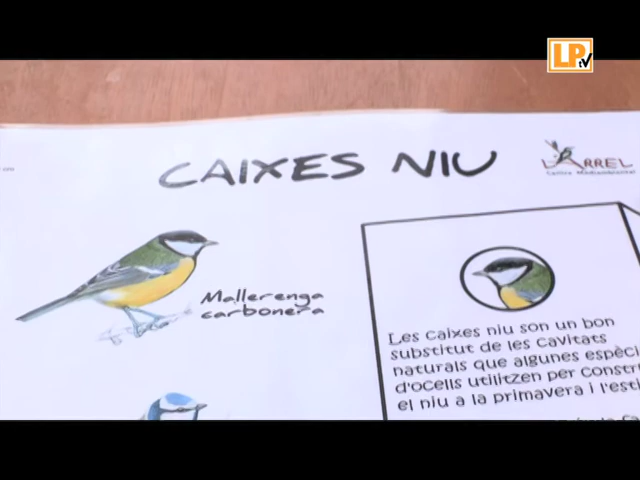 LP
tv
CAIXES NIU
L'ARREL
Centre Mediambiental
Mallerenga
carbonera
Les caixes niu són un bon
substitut de les cavitats
naturals que algunes espèci
d'ocells utilitzen per constr
el niu a la primavera i l'esti